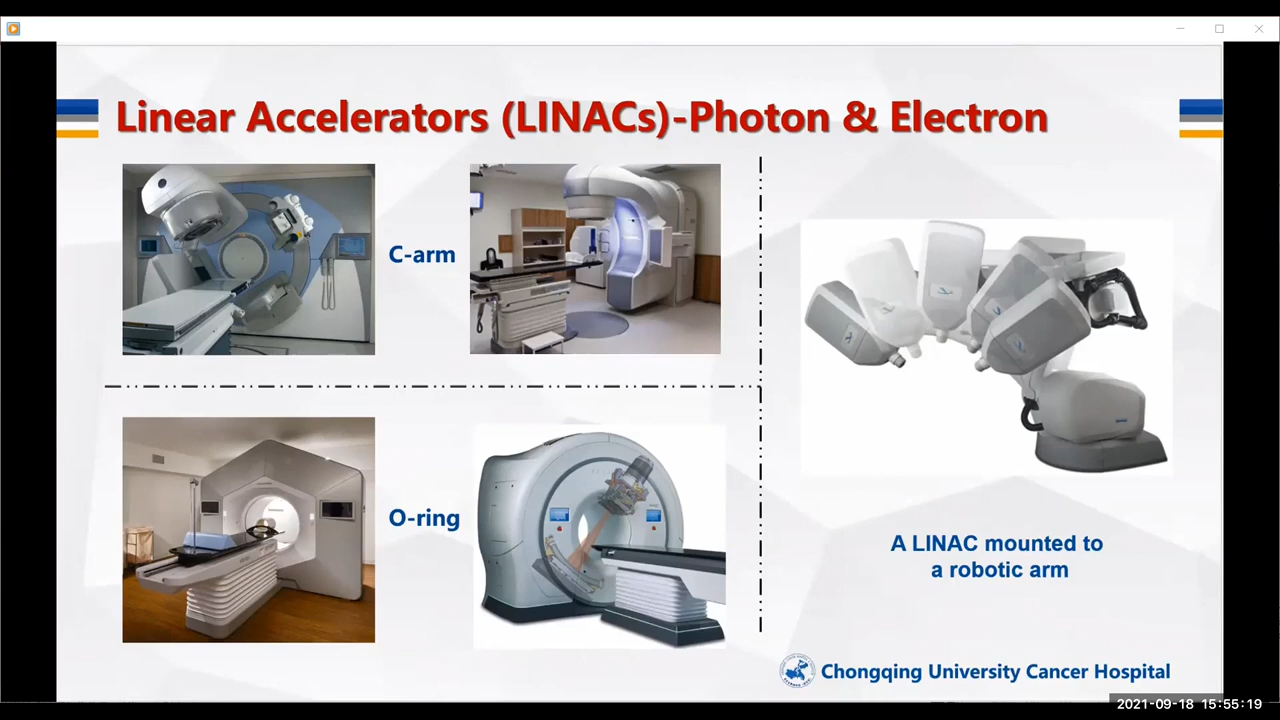 Linear Accelerators (LINACs)-Photon & Electron
C-arm
O-ring
A LINAC mounted to
a robotic arm
Chongqing University Cancer Hospital
2021-09-18 15:55:19